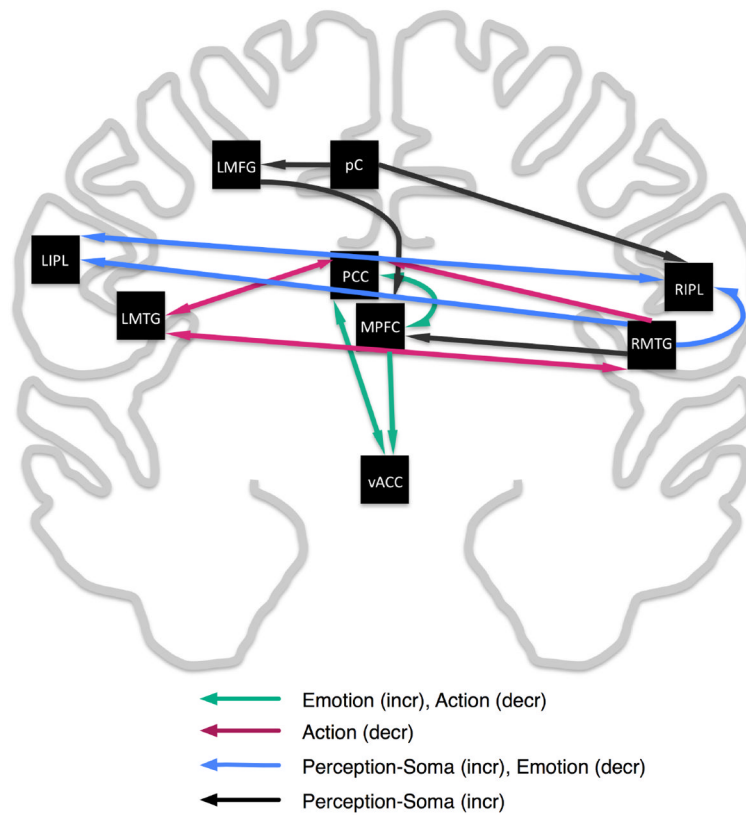 LMFG
pC
LIPL
PCC
RIPL
LMTG
MPFC
RMTG
vACC
Emotion (incr), Action (decr)
Action (decr)
Perception-Soma (incr), Emotion (decr)
Perception-Soma (incr)